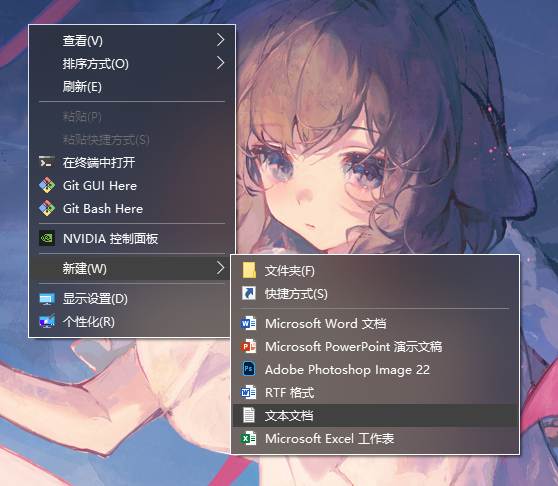 查看(V)
排序方式(O)
刷新(E)
粘贴(P)
粘贴快捷方式(S)
在终端中打开
Git GUI Here
Git Bash Here
NVIDIA 控制面板
新建(W)
显示设置(D)
个性化(R)
文件夹(F)
快捷方式(S)
Microsoft Word 文档
Microsoft PowerPoint 演示文稿
Adobe Photoshop Image 22
RTF 格式
文本文档
Microsoft Excel 工作表